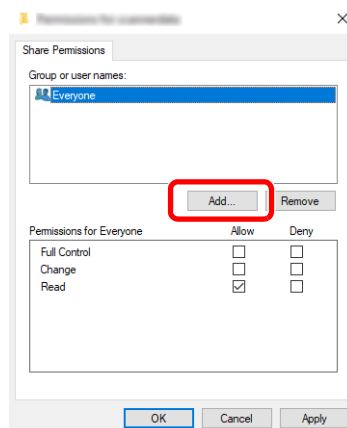 Share Permissions
Group or user names:
Everyone
Add... Remove
Permissions for Everyone Allow Deny
Full Control
Change
Read
OK Cancel Apply